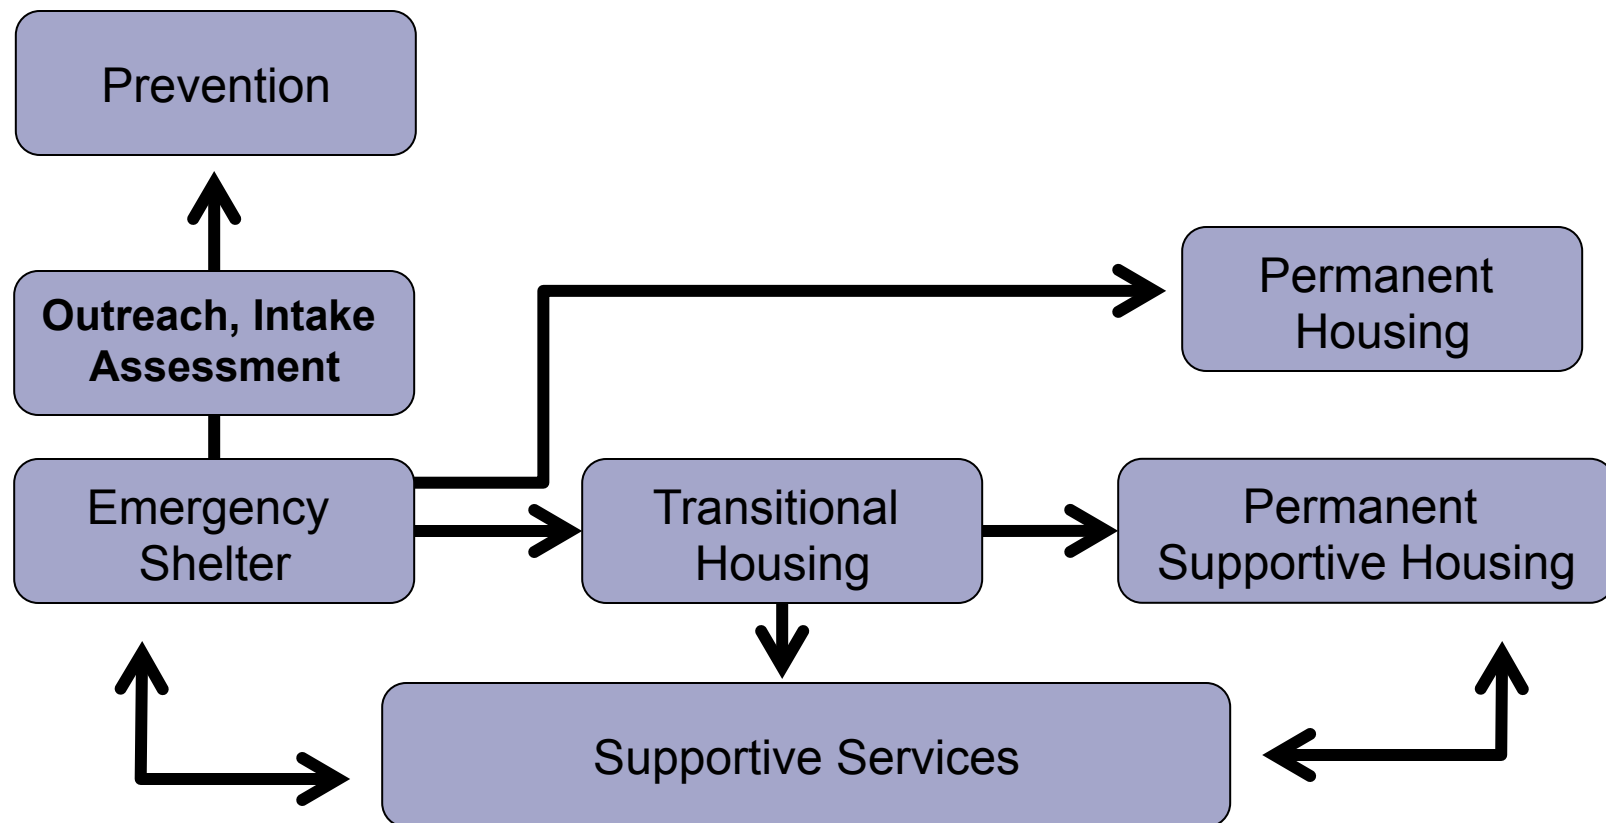 Prevention
Outreach, Intake
Assessment
Permanent
Housing
Emergency
Shelter
Transitional
Housing
Permanent
Supportive Housing
Supportive Services